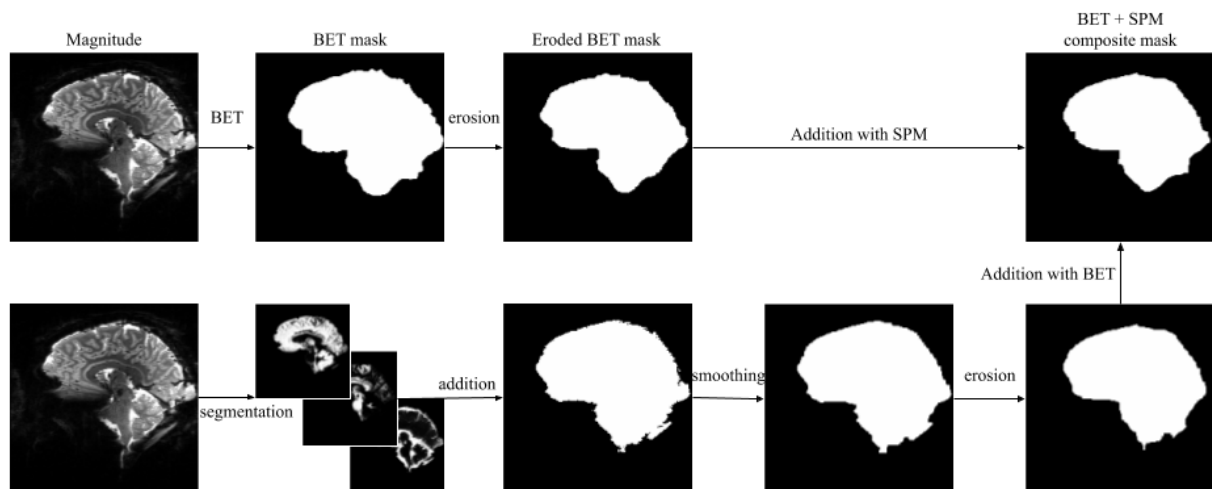 Magnitude
BET mask
Eroded BET mask
BET + SPM
composite mask
BET
erosion
Addition with SPM
Addition with BET
segmentation
addition
smoothing
erosion